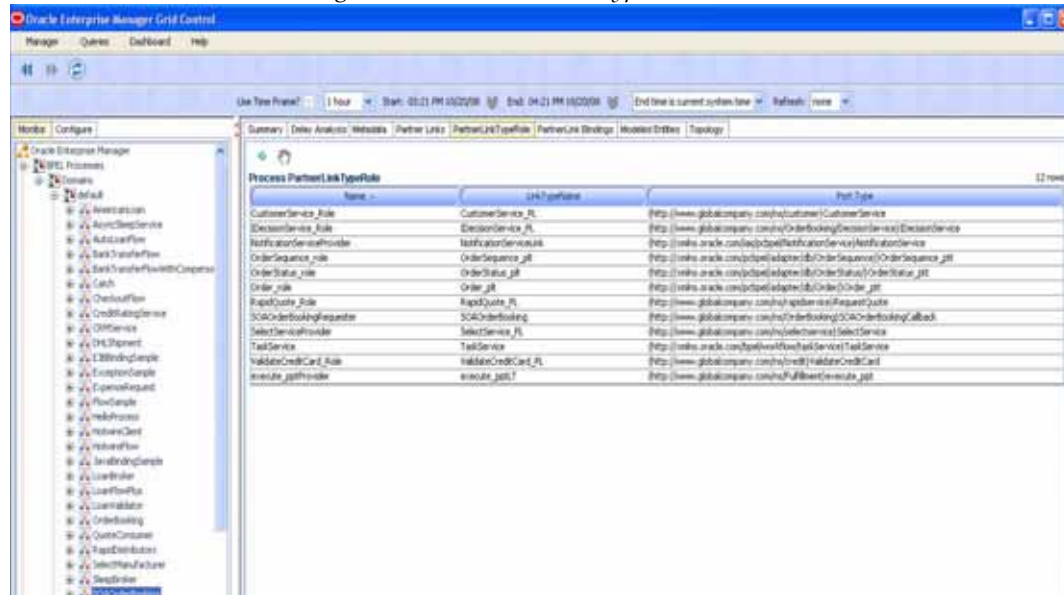 Oracle Enterprise Manager Grid Control
Manager Queries Dashboard Help
Use Time Frame? 1 hour Start: 03:21 PM 10/20/08 End: 04:21 PM 10/20/08 End time is current system time Refresh: none
Monitor Configure
Summary Delay Analysis Metadata Partner Links PartnerLinkTypeRole PartnerLink Bindings Modeled Entities Topology
Oracle Enterprise Manager
BPEL Processes
Domains
default
AmericanLoan
AsyncSleepService
AutoLoanFlow
BankTransferFlow
BankTransferFlowWithCompensa
Catch
CheckoutFlow
CreditRatingService
CRMService
DHLShipment
EJBBindingSample
ExceptionSample
ExpenseRequest
FlowSample
HelloProcess
HotwireClient
HotwireFlow
JavaBindingSample
LoanBroker
LoanFlowPlus
LoanValidator
OrderBooking
QuoteConsumer
RapidDistributors
SelectManufacturer
SleepBroker
SOAOrderBooking
Process PartnerLinkTypeRole 12 rows
Name LinkTypeName Port Type
CustomerService_Role CustomerService_PL {http://www.globalcompany.com/ns/customer}CustomerService
DecisionService_Role DecisionService_PL {http://www.globalcompany.com/ns/OrderBooking/DecisionService}DecisionService
NotificationServiceProvider NotificationServiceLink {http://xmlns.oracle.com/ias/pcbpel/NotificationService}NotificationService
OrderSequence_role OrderSequence_plt {http://xmlns.oracle.com/pcbpel/adapter/db/OrderSequence/}OrderSequence_ptt
OrderStatus_role OrderStatus_plt {http://xmlns.oracle.com/pcbpel/adapter/db/OrderStatus/}OrderStatus_ptt
Order_role Order_plt {http://xmlns.oracle.com/pcbpel/adapter/db/Order/}Order_ptt
RapidQuote_Role RapidQuote_PL {http://www.globalcompany.com/ns/rapidservice}RequestQuote
SOAOrderBookingRequester SOAOrderBooking {http://www.globalcompany.com/ns/OrderBooking}SOAOrderBookingCallback
SelectServiceProvider SelectService_PL {http://www.globalcompany.com/ns/selectservice}SelectService
TaskService TaskService {http://xmlns.oracle.com/bpel/workflow/taskService}TaskService
ValidateCreditCard_Role ValidateCreditCard_PL {http://www.globalcompany.com/ns/credit}ValidateCreditCard
execute_pptProvider execute_pptLT {http://www.globalcompany.com/ns/Fulfillment}execute_ppt